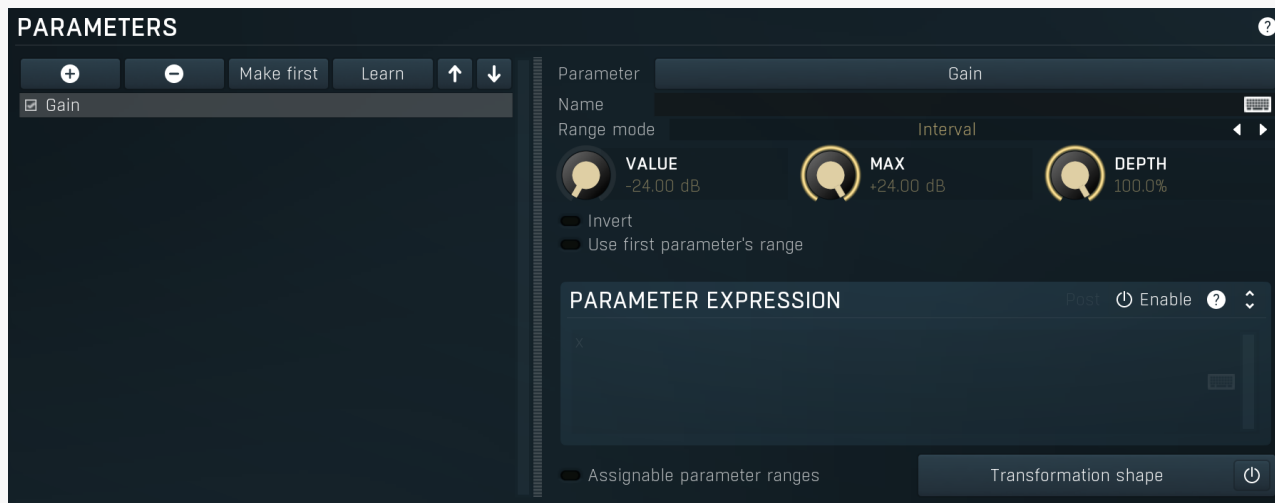 PARAMETERS
Make first Learn
Gain
Parameter Gain
Name
Range mode Interval
VALUE
-24.00 dB
MAX
+24.00 dB
DEPTH
100.0%
Invert
Use first parameter's range
PARAMETER EXPRESSION Post Enable
x
Assignable parameter ranges Transformation shape